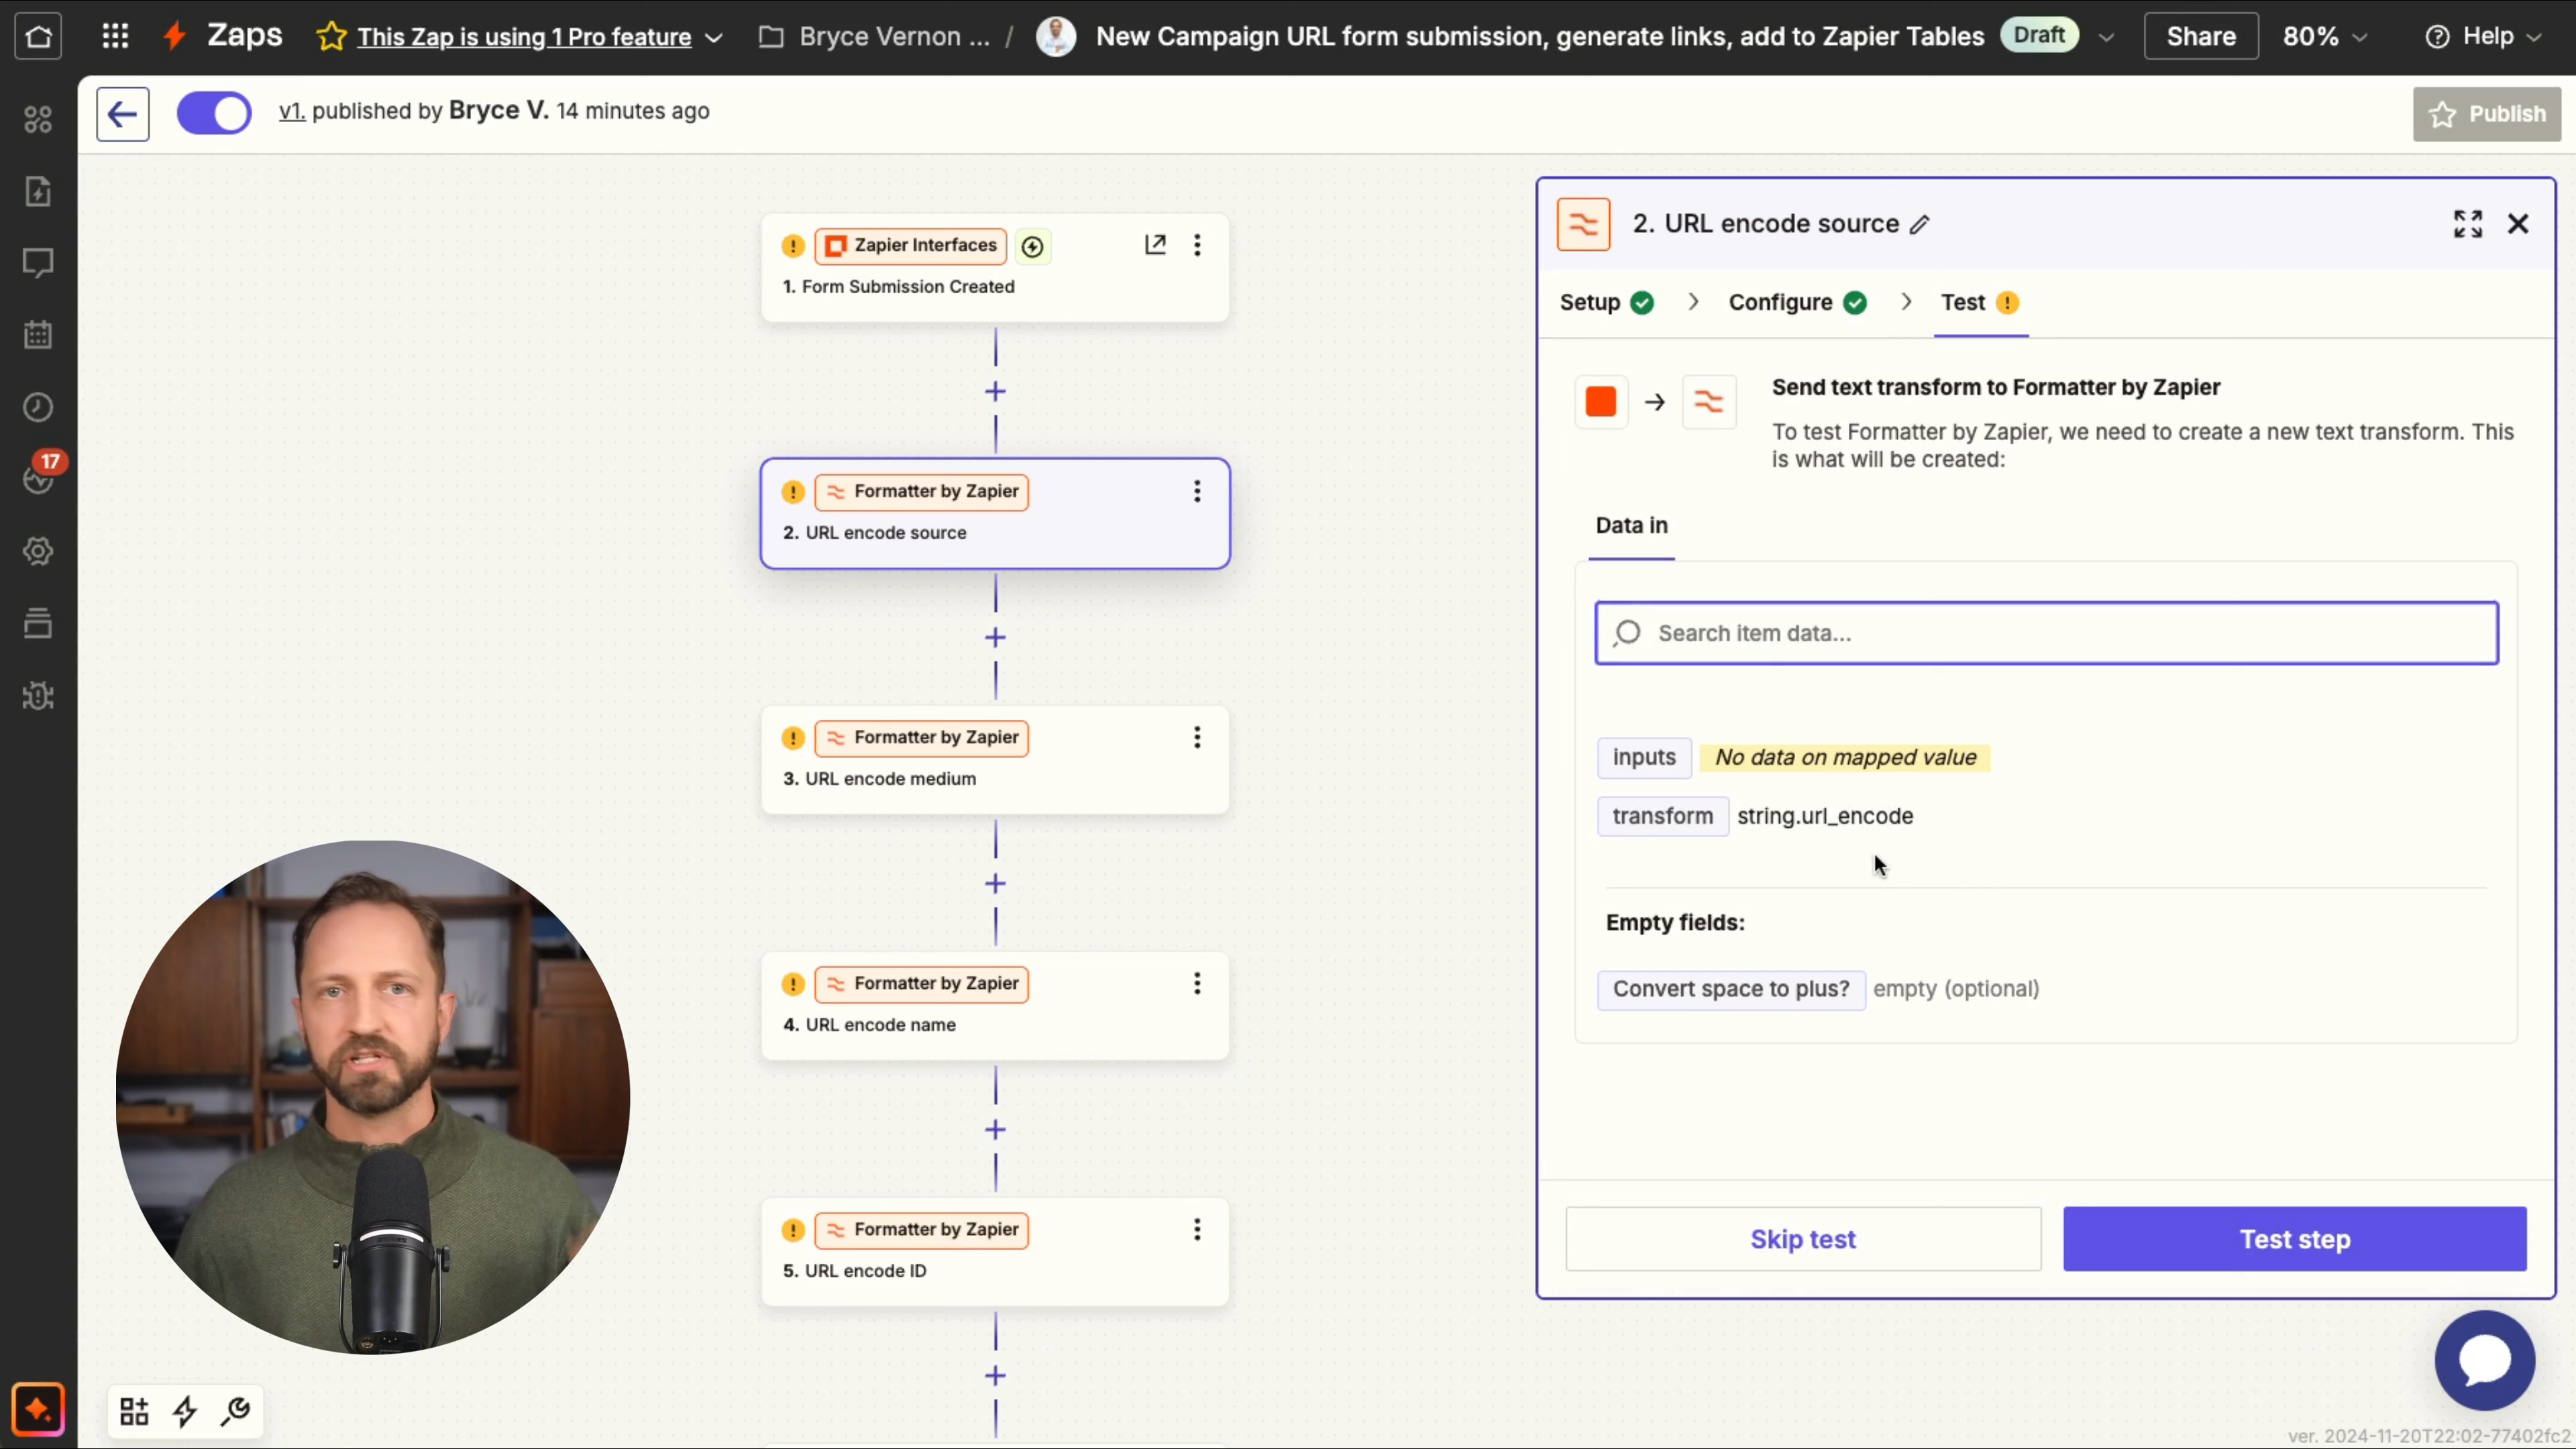 Zaps
This Zap is using 1 Pro feature
Bryce Vernon ... /
New Campaign URL form submission, generate links, add to Zapier Tables
Draft
Share
80%
Help
v1. published by Bryce V. 14 minutes ago
Publish
17
Zapier Interfaces
1. Form Submission Created
Formatter by Zapier
2. URL encode source
Formatter by Zapier
3. URL encode medium
Formatter by Zapier
4. URL encode name
Formatter by Zapier
5. URL encode ID
2. URL encode source
Setup
Configure
Test
Send text transform to Formatter by Zapier
To test Formatter by Zapier, we need to create a new text transform. This
is what will be created:
Data in
Search item data...
inputs No data on mapped value
transform string.url_encode
Empty fields:
Convert space to plus? empty (optional)
Skip test
Test step
ver. 2024-11-20T22:02-77402fc2